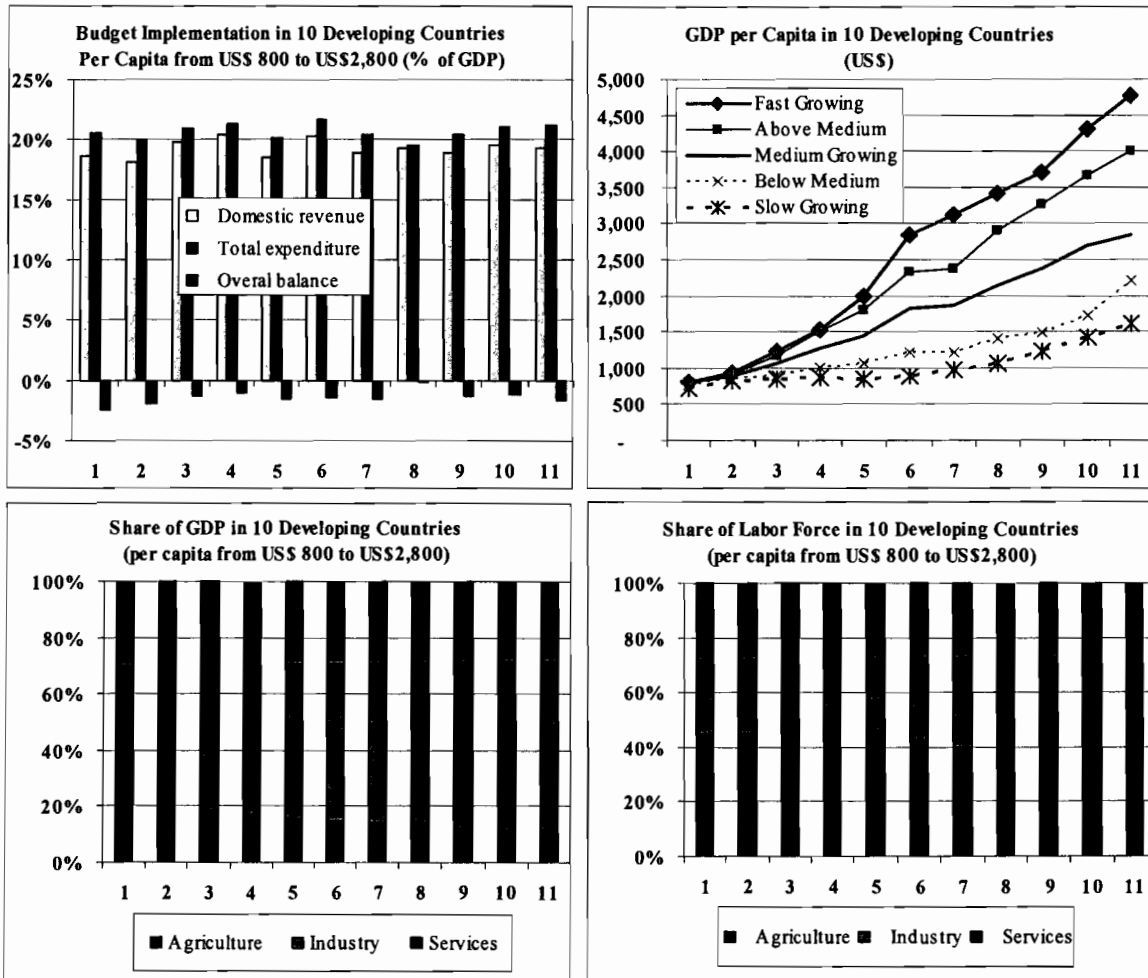 Budget Implementation in 10 Developing Countries
Per Capita from US$ 800 to US$2,800 (% of GDP)
25%
20%
15%
10%
5%
0%
-5%
Domestic revenue
Total expenditure
Overal balance
1 2 3 4 5 6 7 8 9 10 11
GDP per Capita in 10 Developing Countries
(US$)
5,000
4,500
4,000
3,500
3,000
2,500
2,000
1,500
1,000
500
-
Fast Growing
Above Medium
Medium Growing
Below Medium
Slow Growing
1 2 3 4 5 6 7 8 9 10 11
Share of GDP in 10 Developing Countries
(per capita from US$ 800 to US$2,800)
100%
80%
60%
40%
20%
0%
1 2 3 4 5 6 7 8 9 10 11
Agriculture Industry Services
Share of Labor Force in 10 Developing Countries
(per capita from US$ 800 to US$2,800)
100%
80%
60%
40%
20%
0%
1 2 3 4 5 6 7 8 9 10 11
Agriculture Industry Services